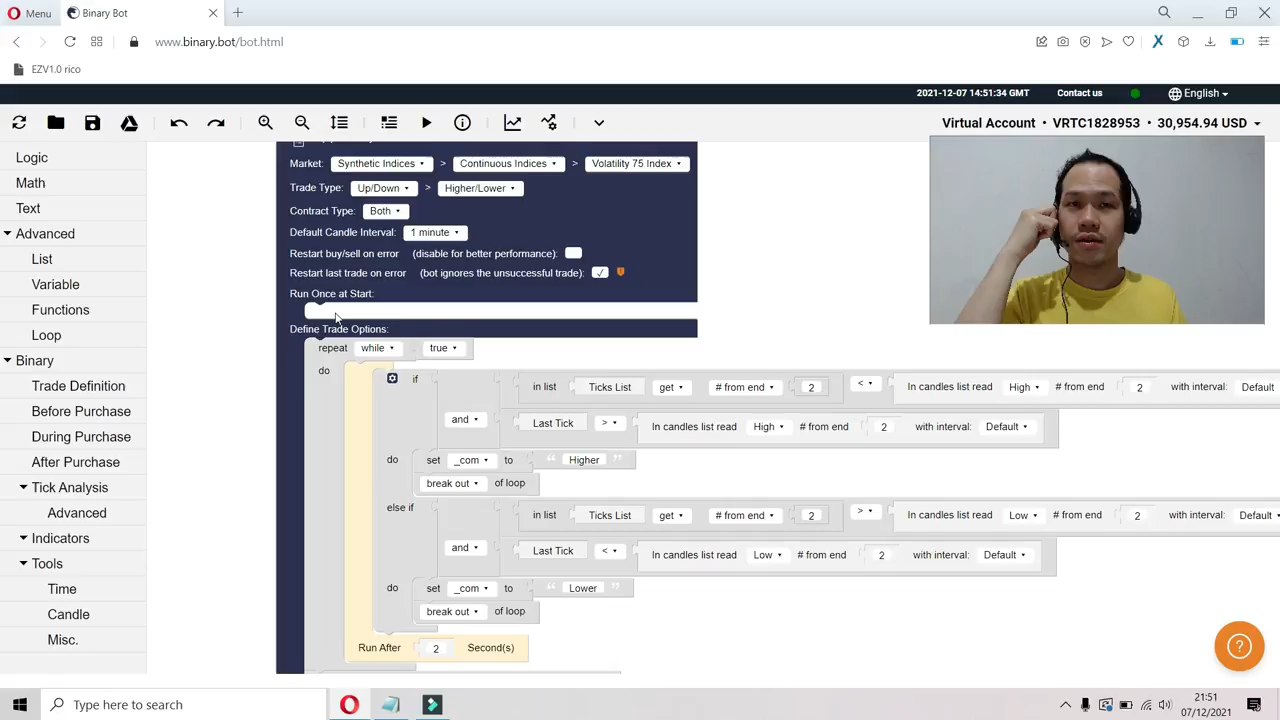 Menu
Binary Bot
www.binary.bot/bot.html
EZV1.0 rico
2021-12-07 14:51:34 GMT
Contact us
English
Virtual Account • VRTC1828953 • 30,954.94 USD
Logic
Math
Text
Advanced
List
Variable
Functions
Loop
Binary
Trade Definition
Before Purchase
During Purchase
After Purchase
Tick Analysis
Advanced
Indicators
Tools
Time
Candle
Misc.
Market: Synthetic Indices > Continuous Indices > Volatility 75 Index
Trade Type: Up/Down > Higher/Lower
Contract Type: Both
Default Candle Interval: 1 minute
Restart buy/sell on error (disable for better performance):
Restart last trade on error (bot ignores the unsuccessful trade): ✓
Run Once at Start:
Define Trade Options:
repeat while true
do
if in list Ticks List get # from end 2 < In candles list read High # from end 2 with interval: Default
and Last Tick > In candles list read High # from end 2 with interval: Default
do set _com to “ Higher ”
break out of loop
else if in list Ticks List get # from end 2 > In candles list read Low # from end 2 with interval: Default
and Last Tick < In candles list read Low # from end 2 with interval: Default
do set _com to “ Lower ”
break out of loop
Run After 2 Second(s)
?
Type here to search
21:51
07/12/2021